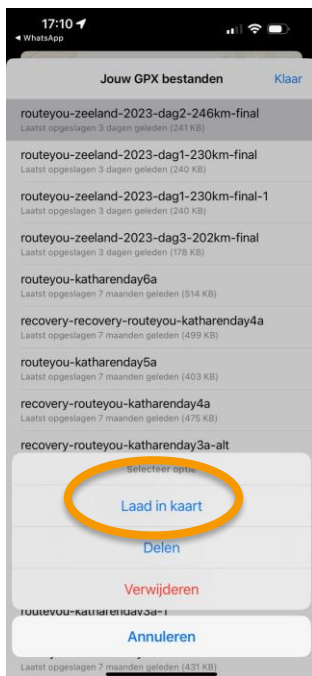 17:10
◀ WhatsApp
Jouw GPX bestanden
Klaar
routeyou-zeeland-2023-dag2-246km-final
Laatst opgeslagen 3 dagen geleden (241 KB)
routeyou-zeeland-2023-dag1-230km-final
Laatst opgeslagen 3 dagen geleden (240 KB)
routeyou-zeeland-2023-dag1-230km-final-1
Laatst opgeslagen 3 dagen geleden (240 KB)
routeyou-zeeland-2023-dag3-202km-final
Laatst opgeslagen 3 dagen geleden (178 KB)
routeyou-katharenday6a
Laatst opgeslagen 7 maanden geleden (514 KB)
recovery-recovery-routeyou-katharenday4a
Laatst opgeslagen 7 maanden geleden (499 KB)
routeyou-katharenday5a
Laatst opgeslagen 7 maanden geleden (403 KB)
recovery-routeyou-katharenday4a
Laatst opgeslagen 7 maanden geleden (475 KB)
recovery-routeyou-katharenday3a-alt
Selecteer optie
Laad in kaart
Delen
Verwijderen
routeyou-katharenday3a-1
Annuleren
Laatst opgeslagen 7 maanden geleden (431 KB)